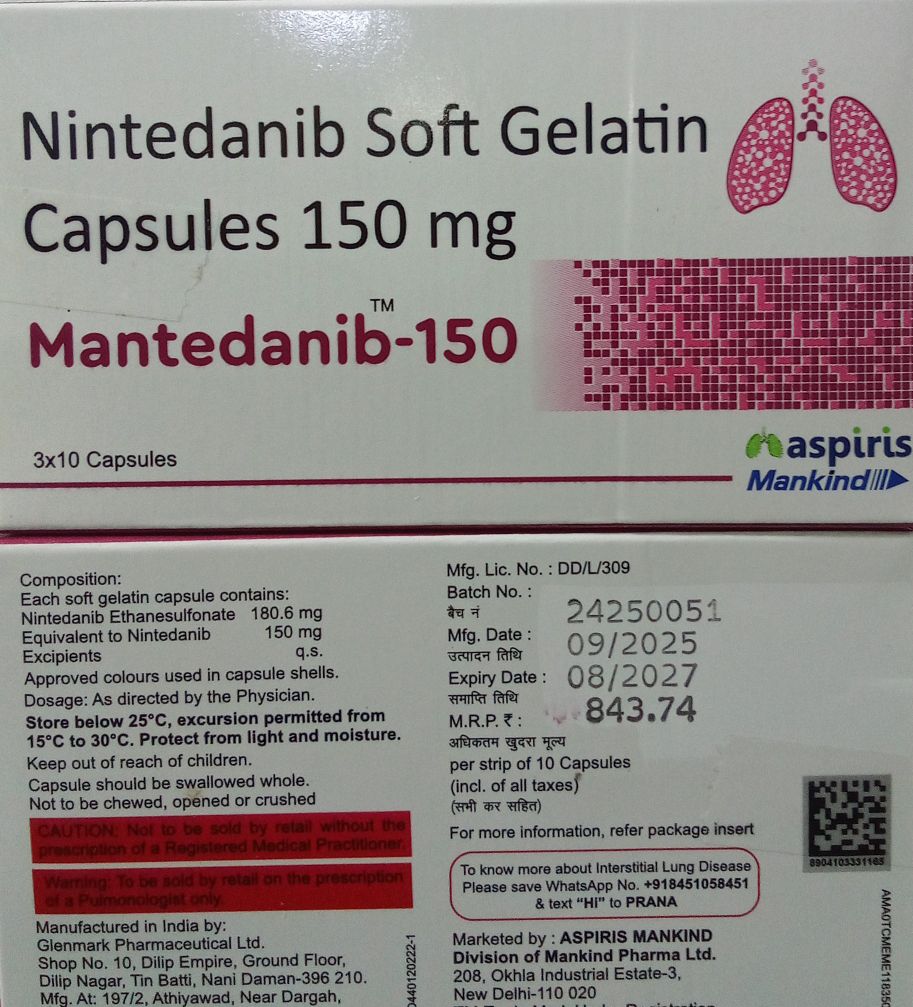 Nintedanib Soft Gelatin
Capsules 150 mg
Mantedanib-150™
3x10 Capsules
aspiris
Mankind
Composition:
Each soft gelatin capsule contains:
Nintedanib Ethanesulfonate 180.6 mg
Equivalent to Nintedanib 150 mg
Excipients q.s.
Approved colours used in capsule shells.
Dosage: As directed by the Physician.
Store below 25°C, excursion permitted from
15°C to 30°C. Protect from light and moisture.
Keep out of reach of children.
Capsule should be swallowed whole.
Not to be chewed, opened or crushed
CAUTION: Not to be sold by retail without the
prescription of a Registered Medical Practitioner.
Warning: To be sold by retail on the prescription
of a Pulmonologist only.
Manufactured in India by:
Glenmark Pharmaceutical Ltd.
Shop No. 10, Dilip Empire, Ground Floor,
Dilip Nagar, Tin Batti, Nani Daman-396 210.
Mfg. At: 197/2, Athiyawad, Near Dargah,
0440120222-1
Mfg. Lic. No. : DD/L/309
Batch No. :
बैच नं 24250051
Mfg. Date : 09/2025
उत्पादन तिथि
Expiry Date : 08/2027
समाप्ति तिथि
M.R.P. ₹ : 843.74
अधिकतम खुदरा मूल्य
per strip of 10 Capsules
(incl. of all taxes)
(सभी कर सहित)
For more information, refer package insert
To know more about Interstitial Lung Disease
Please save WhatsApp No. +918451058451
& text “Hi” to PRANA
Marketed by : ASPIRIS MANKIND
Division of Mankind Pharma Ltd.
208, Okhla Industrial Estate-3,
New Delhi-110 020
8904103331165